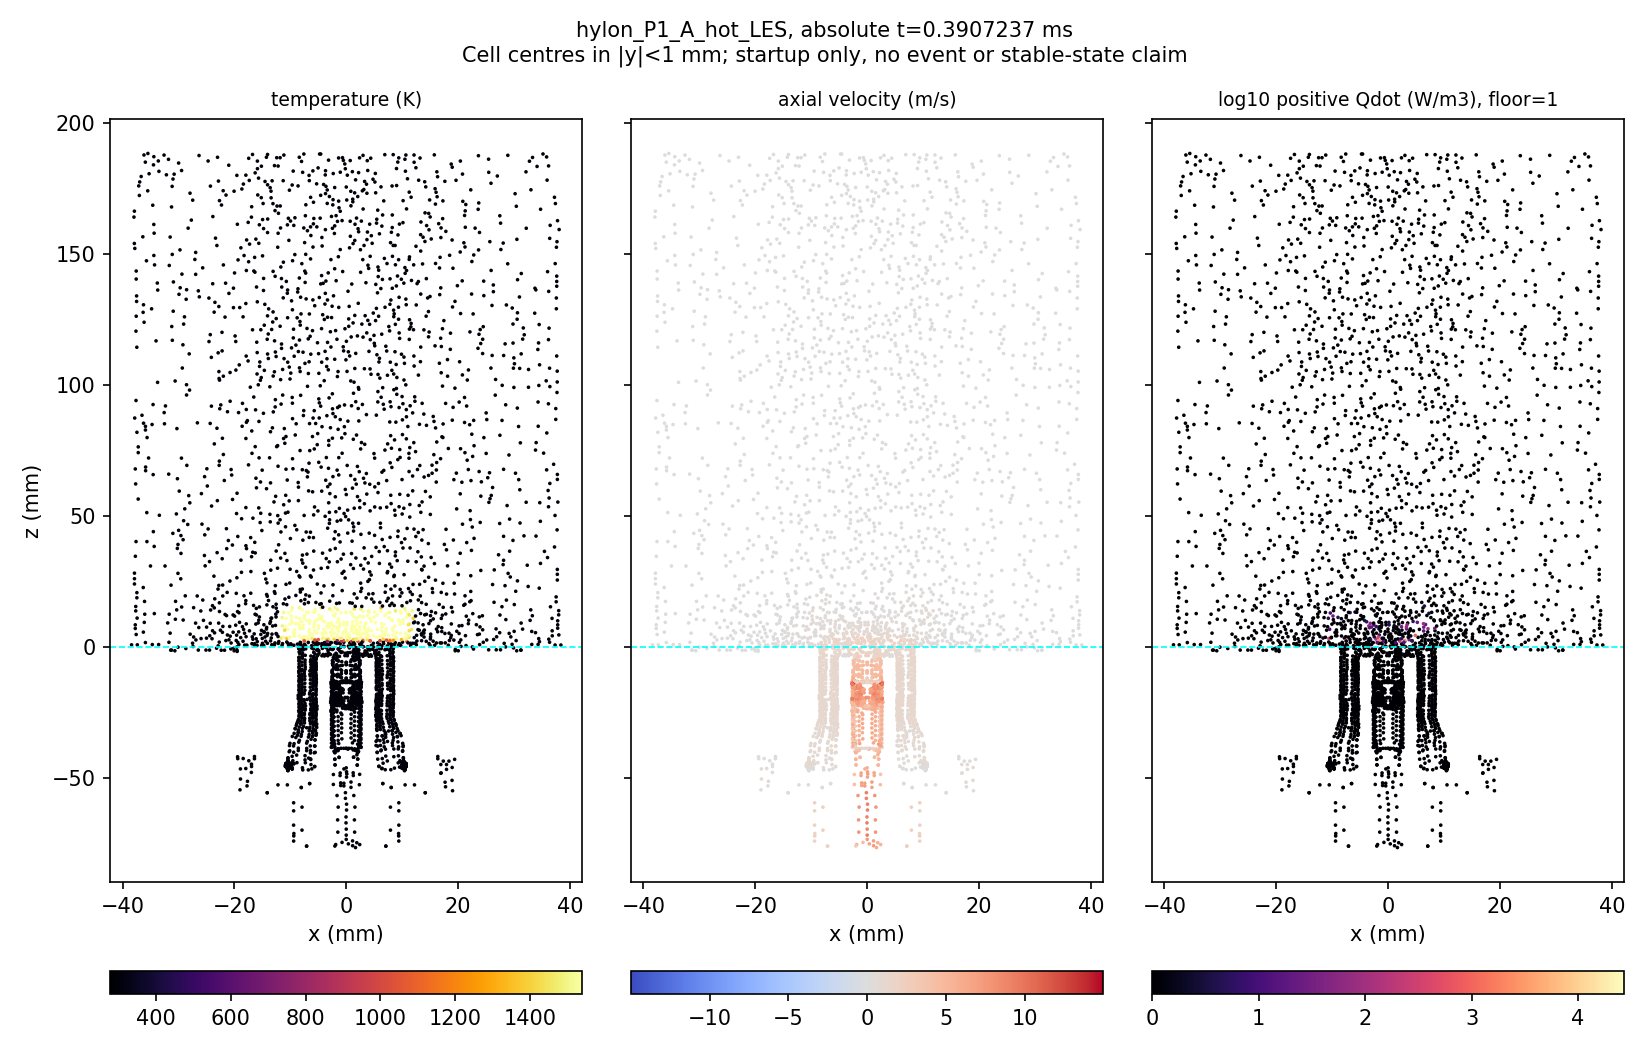 hylon_P1_A_hot_LES, absolute t=0.3907237 ms
Cell centres in |y|<1 mm; startup only, no event or stable-state claim
temperature (K)
axial velocity (m/s)
log10 positive Qdot (W/m3), floor=1
200
150
100
50
0
−50
z (mm)
−40 −20 0 20 40
−40 −20 0 20 40
−40 −20 0 20 40
x (mm)
x (mm)
x (mm)
400 600 800 1000 1200 1400
−10 −5 0 5 10
0 1 2 3 4